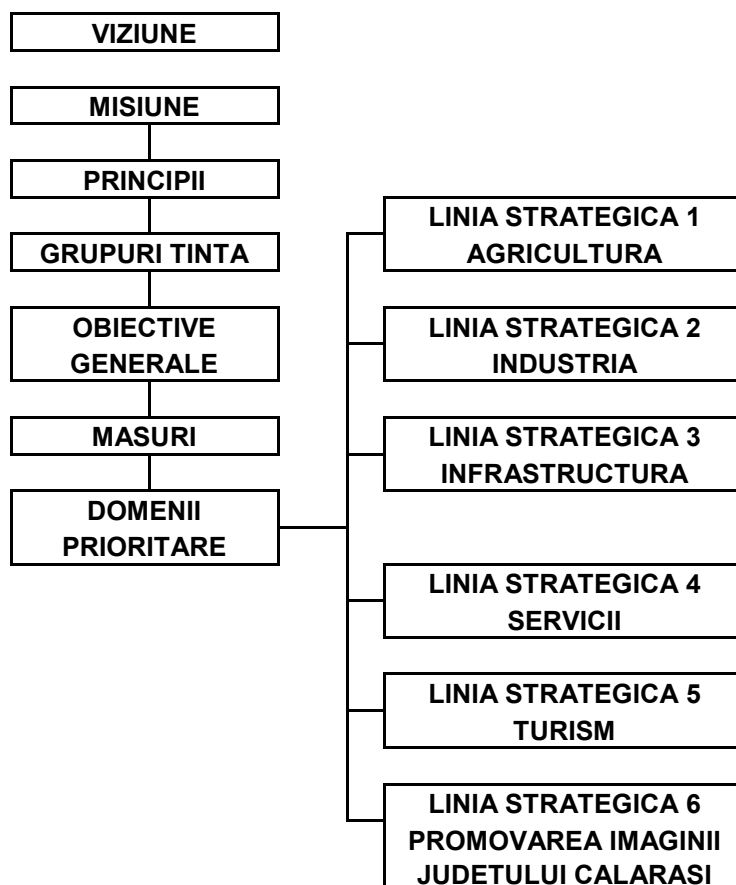 VIZIUNE
MISIUNE
PRINCIPII
GRUPURI TINTA
OBIECTIVE
GENERALE
MASURI
DOMENII
PRIORITARE
LINIA STRATEGICA 1
AGRICULTURA
LINIA STRATEGICA 2
INDUSTRIA
LINIA STRATEGICA 3
INFRASTRUCTURA
LINIA STRATEGICA 4
SERVICII
LINIA STRATEGICA 5
TURISM
LINIA STRATEGICA 6
PROMOVAREA IMAGINII
JUDETULUI CALARASI